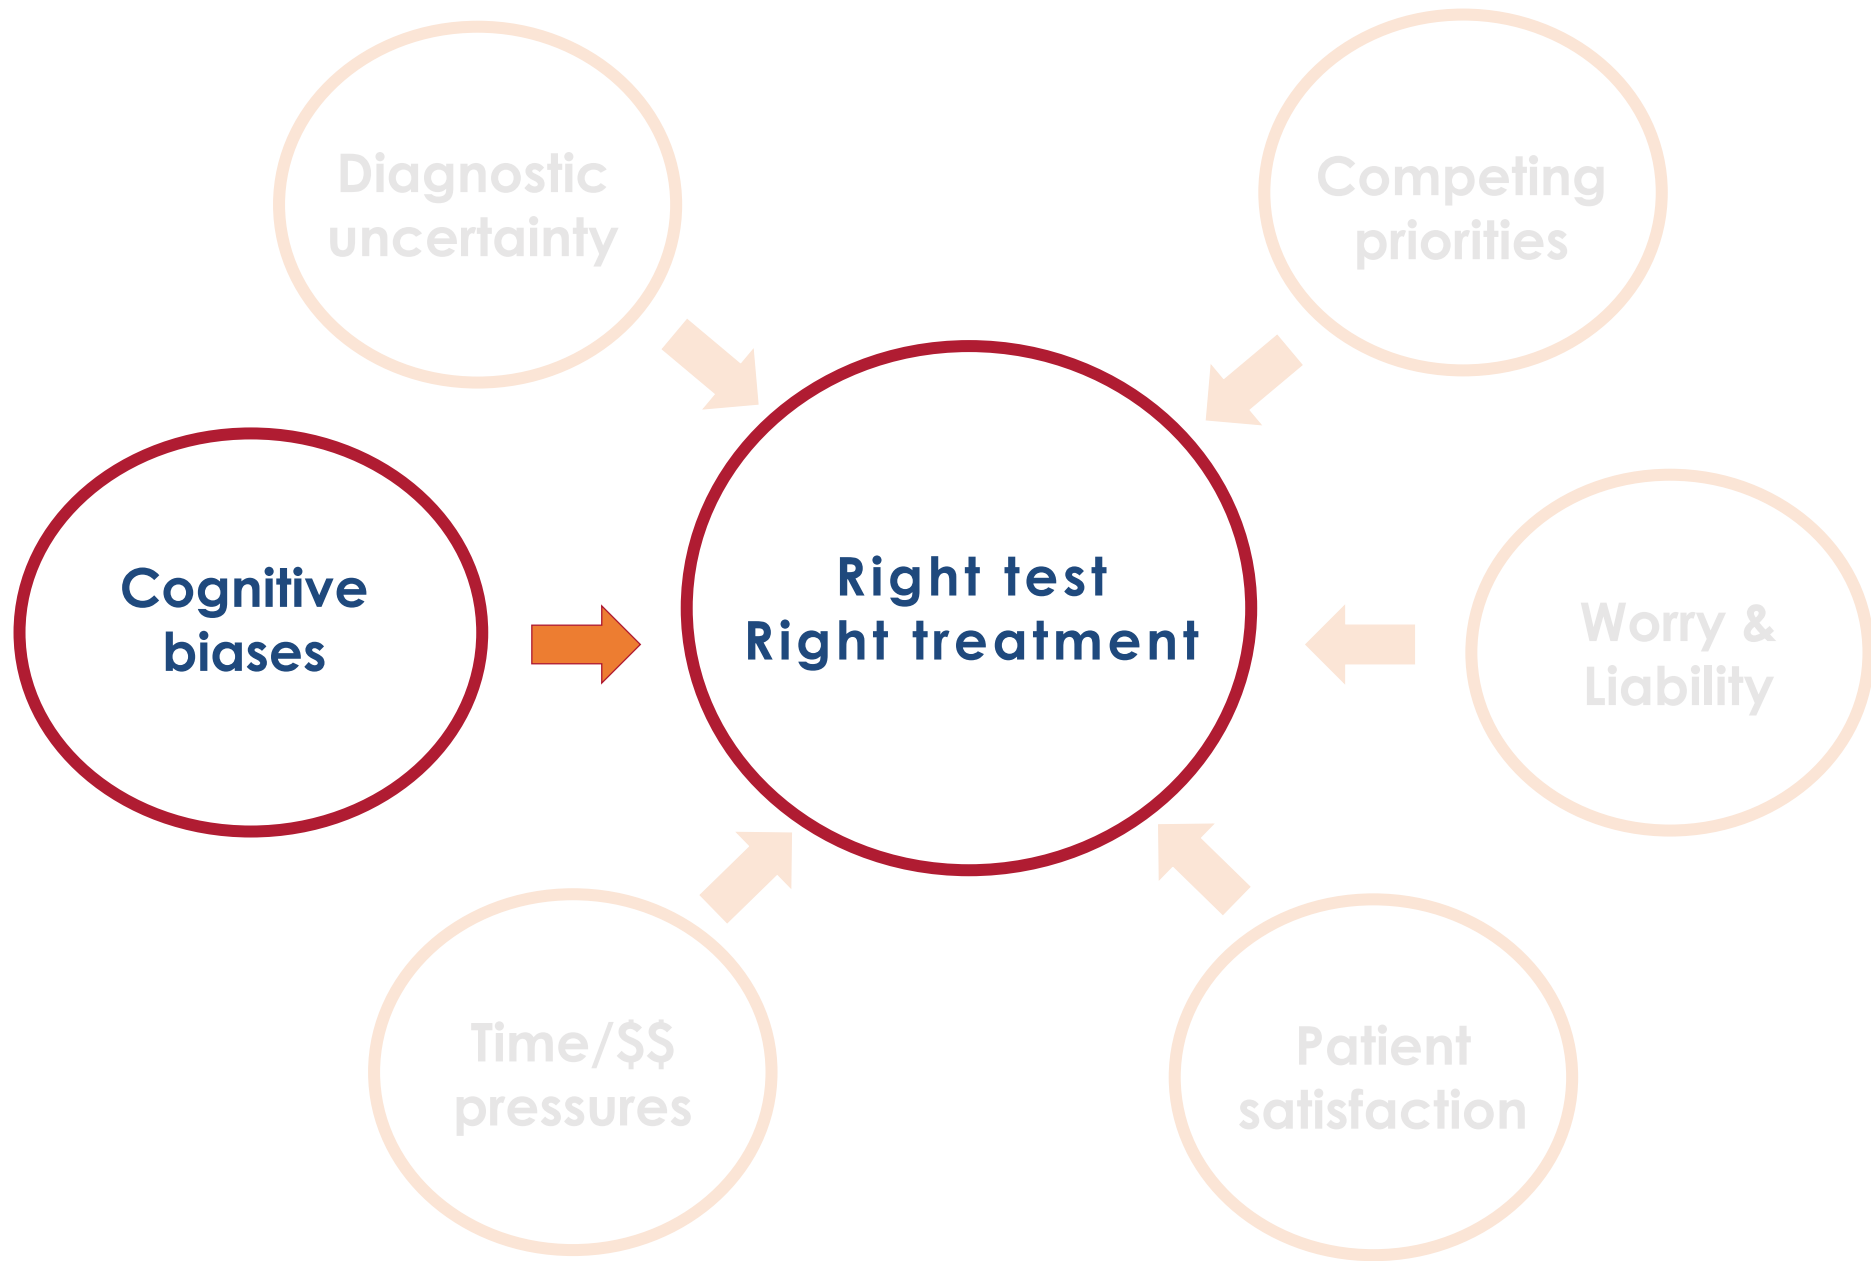 Diagnostic
uncertainty
Competing
priorities
Cognitive
biases
Right test
Right treatment
Worry &
Liability
Time/$$
pressures
Patient
satisfaction